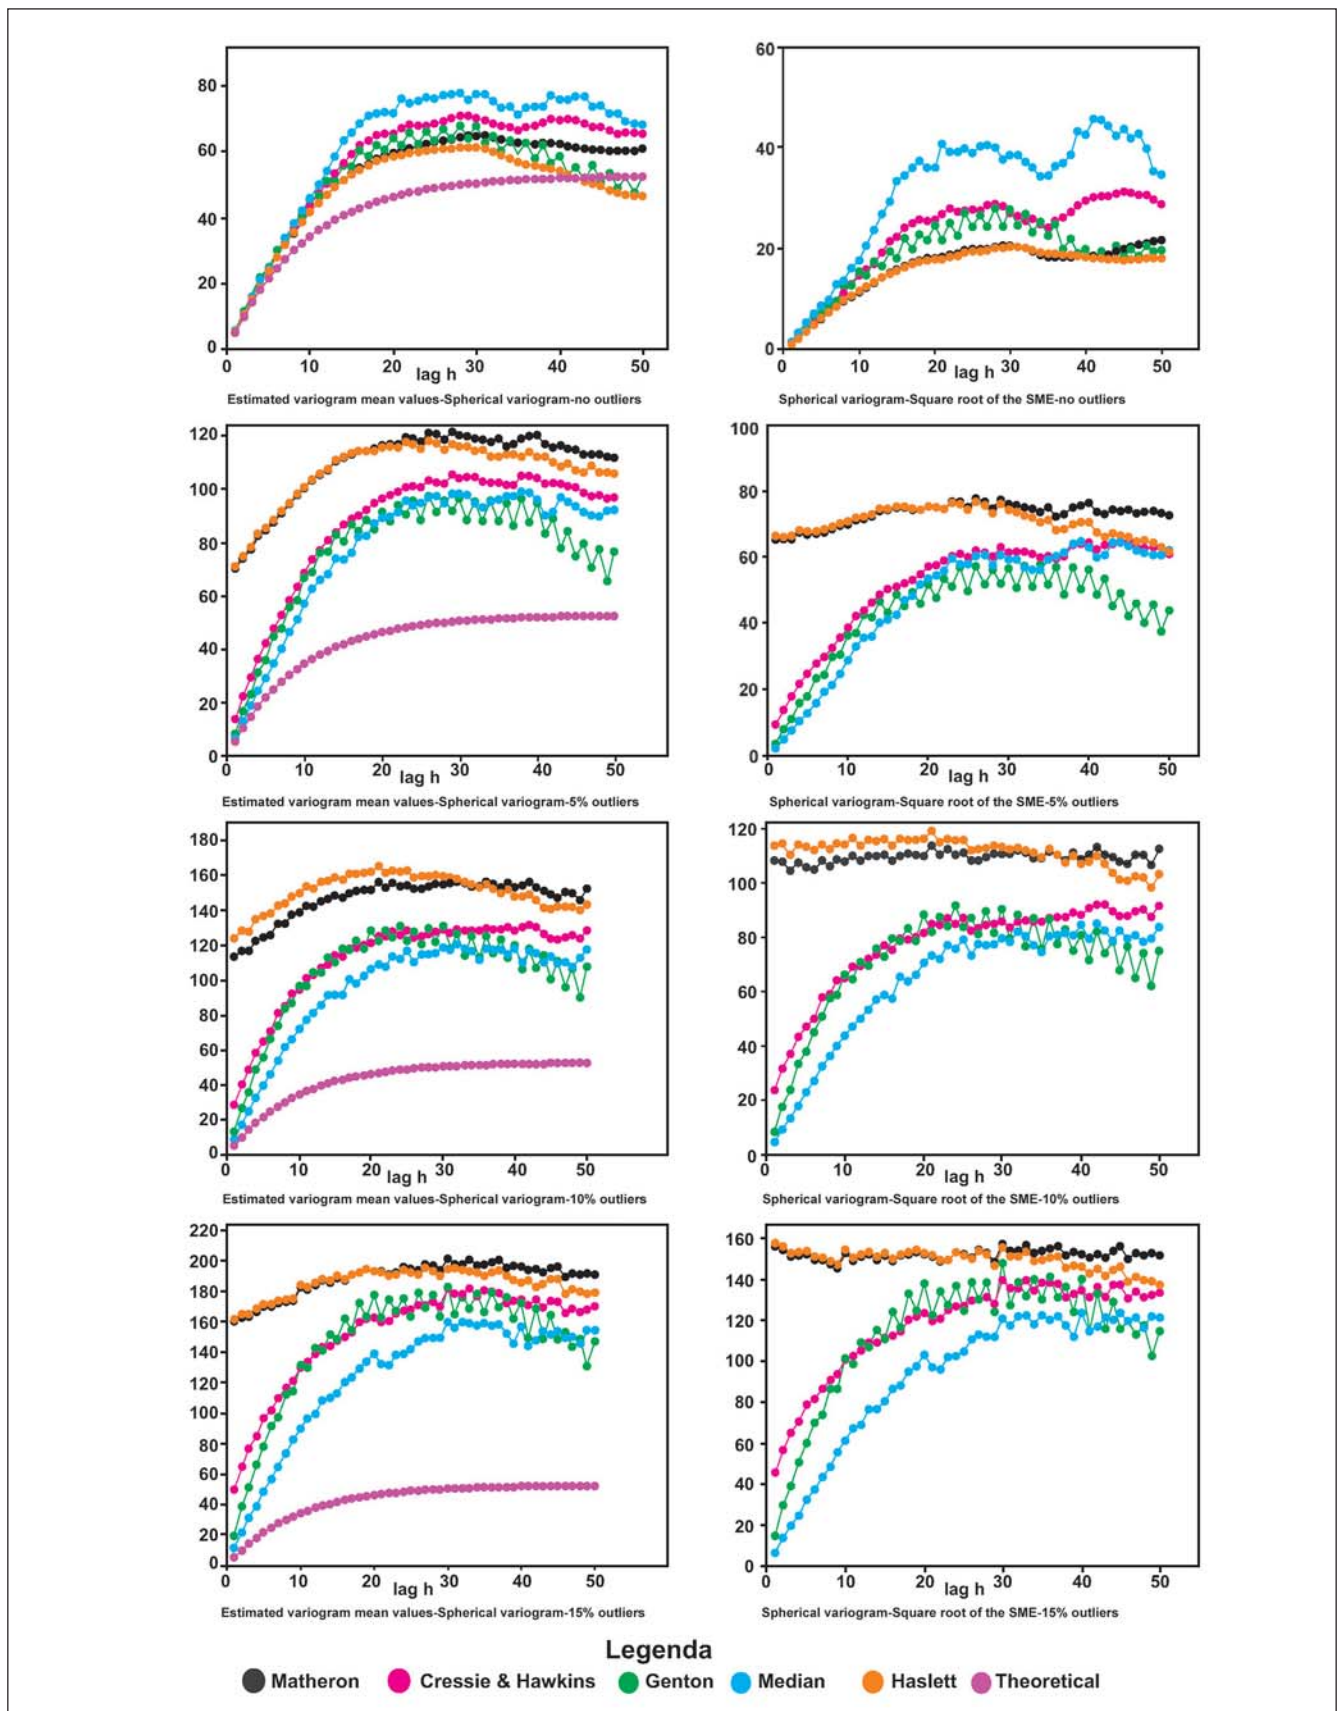 80
60
40
20
0
0 10 20 30 40 50
lag h
Estimated variogram mean values-Spherical variogram-no outliers
60
40
20
0
0 10 20 30 40 50
lag h
Spherical variogram-Square root of the SME-no outliers
120
100
80
60
40
20
0
0 10 20 30 40 50
lag h
Estimated variogram mean values-Spherical variogram-5% outliers
100
80
60
40
20
0
0 10 20 30 40 50
lag h
Spherical variogram-Square root of the SME-5% outliers
180
160
140
120
100
80
60
40
20
0
0 10 20 30 40 50
lag h
Estimated variogram mean values-Spherical variogram-10% outliers
120
100
80
60
40
20
0
0 10 20 30 40 50
lag h
Spherical variogram-Square root of the SME-10% outliers
220
200
180
160
140
120
100
80
60
40
20
0
0 10 20 30 40 50
lag h
Estimated variogram mean values-Spherical variogram-15% outliers
160
140
120
100
80
60
40
20
0
0 10 20 30 40 50
lag h
Spherical variogram-Square root of the SME-15% outliers
Legenda
Matheron Cressie & Hawkins Genton Median Haslett Theoretical